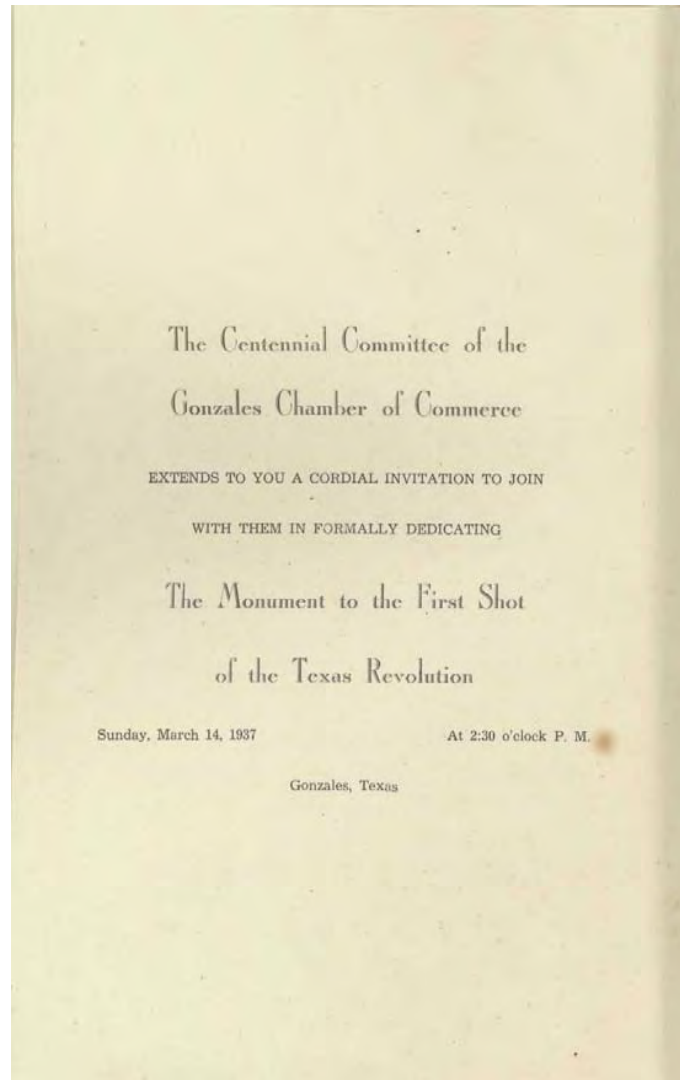 The Centennial Committee of the
Gonzales Chamber of Commerce
EXTENDS TO YOU A CORDIAL INVITATION TO JOIN
WITH THEM IN FORMALLY DEDICATING
The Monument to the First Shot
of the Texas Revolution
Sunday, March 14, 1937 At 2:30 o'clock P. M.
Gonzales, Texas